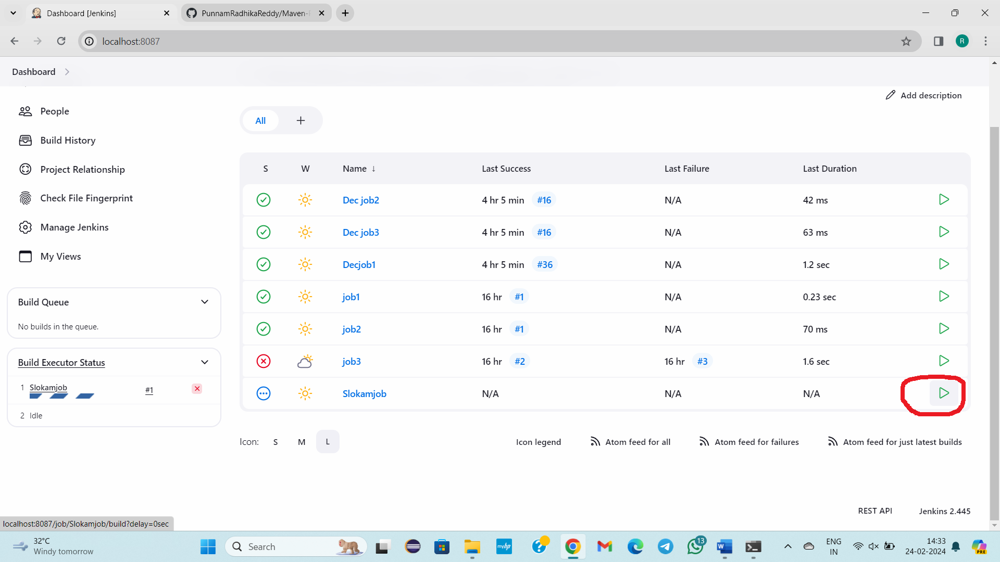 Dashboard [Jenkins]
PunnamRadhikaReddy/Maven-
localhost:8087
R
Dashboard
Add description
People
Build History
Project Relationship
Check File Fingerprint
Manage Jenkins
My Views
All +
S W Name ↓ Last Success Last Failure Last Duration
Dec job2 4 hr 5 min #16 N/A 42 ms
Dec job3 4 hr 5 min #16 N/A 63 ms
Decjob1 4 hr 5 min #36 N/A 1.2 sec
job1 16 hr #1 N/A 0.23 sec
job2 16 hr #1 N/A 70 ms
job3 16 hr #2 16 hr #3 1.6 sec
Slokamjob N/A N/A N/A
Build Queue
No builds in the queue.
Build Executor Status
1 Slokamjob #1
2 Idle
Icon: S M L
Icon legend
Atom feed for all
Atom feed for failures
Atom feed for just latest builds
REST API
Jenkins 2.445
localhost:8087/job/Slokamjob/build?delay=0sec
32°C
Windy tomorrow
Search
myhp
13
ENG
IN
14:33
24-02-2024
PRE